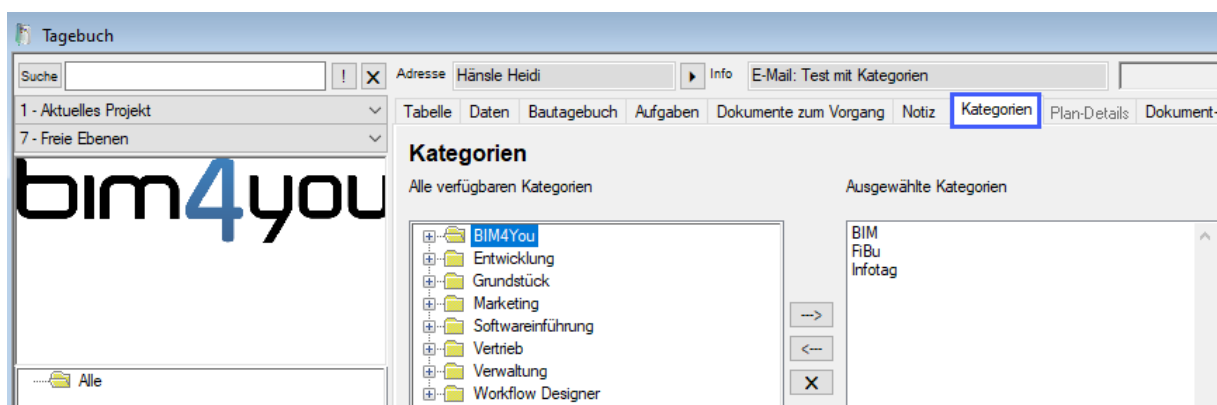 Tagebuch
Suche ! X Adresse Hänsle Heidi Info E-Mail: Test mit Kategorien
1 - Aktuelles Projekt
7 - Freie Ebenen
Tabelle Daten Bautagebuch Aufgaben Dokumente zum Vorgang Notiz Kategorien Plan-Details Dokument-
bim4you
Kategorien
Alle verfügbaren Kategorien
BIM4You
Entwicklung
Grundstück
Marketing
Softwareinführung
Vertrieb
Verwaltung
Workflow Designer
--->
<---
X
Ausgewählte Kategorien
BIM
FiBu
Infotag
Alle